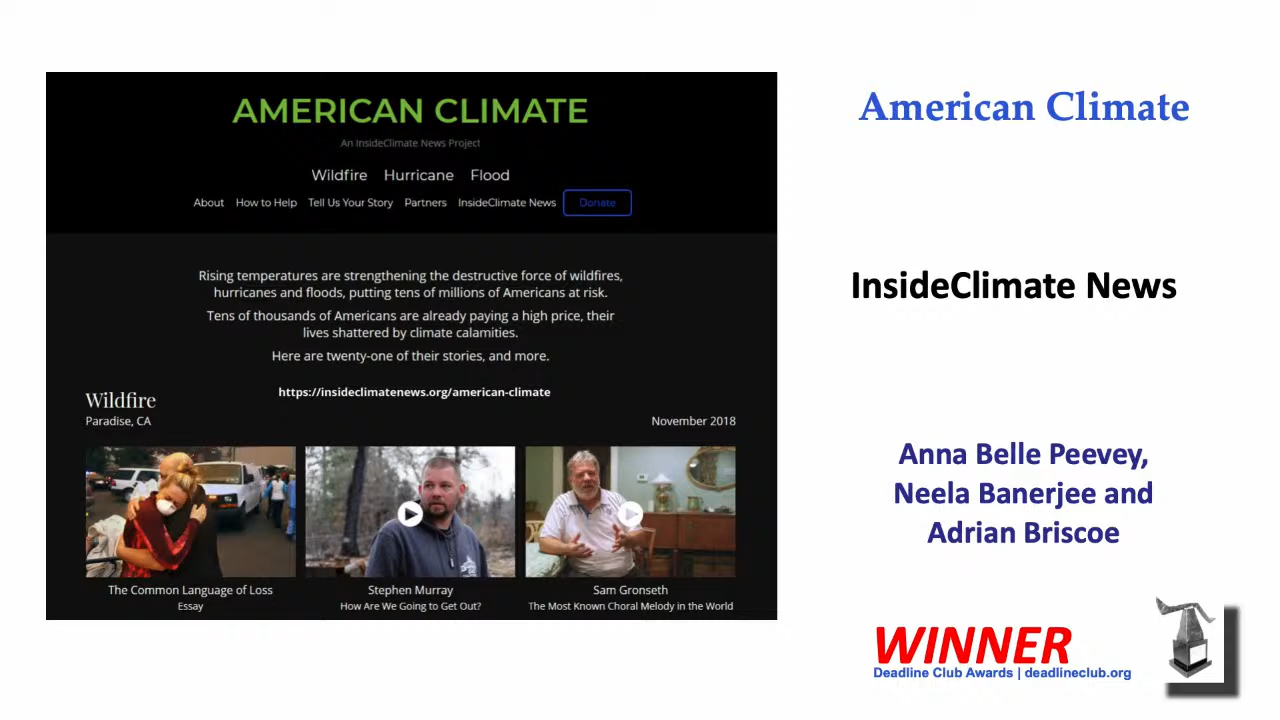 AMERICAN CLIMATE
An InsideClimate News Project
Wildfire Hurricane Flood
About How to Help Tell Us Your Story Partners InsideClimate News Donate
Rising temperatures are strengthening the destructive force of wildfires,
hurricanes and floods, putting tens of millions of Americans at risk.
Tens of thousands of Americans are already paying a high price, their
lives shattered by climate calamities.
Here are twenty-one of their stories, and more.
https://insideclimatenews.org/american-climate
Wildfire
Paradise, CA November 2018
The Common Language of Loss
Essay
Stephen Murray
How Are We Going to Get Out?
Sam Gronseth
The Most Known Choral Melody in the World
American Climate
InsideClimate News
Anna Belle Peevey,
Neela Banerjee and
Adrian Briscoe
WINNER
Deadline Club Awards | deadlineclub.org